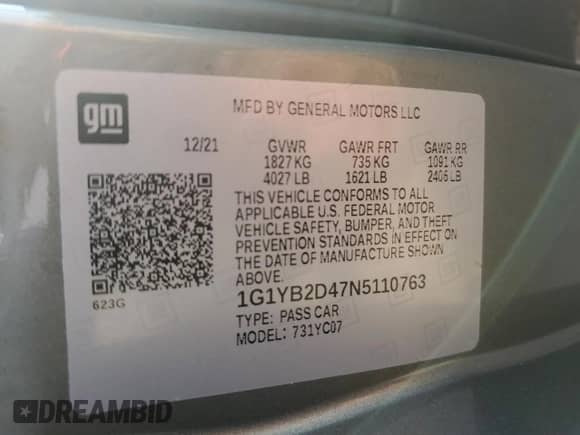 gm
MFD BY GENERAL MOTORS LLC
12/21 GVWR GAWR FRT GAWR RR
1827 KG 735 KG 1091 KG
4027 LB 1621 LB 2406 LB
THIS VEHICLE CONFORMS TO ALL
APPLICABLE U.S. FEDERAL MOTOR
VEHICLE SAFETY, BUMPER, AND THEFT
PREVENTION STANDARDS IN EFFECT ON
THE DATE OF MANUFACTURE SHOWN
ABOVE.
623G
1G1YB2D47N5110763
TYPE: PASS CAR
MODEL: 731YC07
DREAMBID